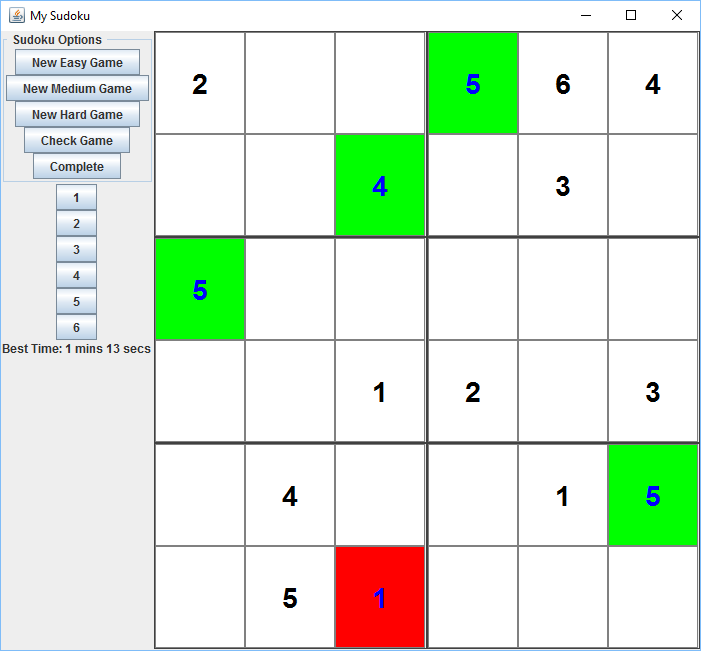 My Sudoku
Sudoku Options
New Easy Game
New Medium Game
New Hard Game
Check Game
Complete
1
2
3
4
5
6
Best Time: 1 mins 13 secs
2 5 6 4
4 3
5
1 2 3
4 1 5
5 1